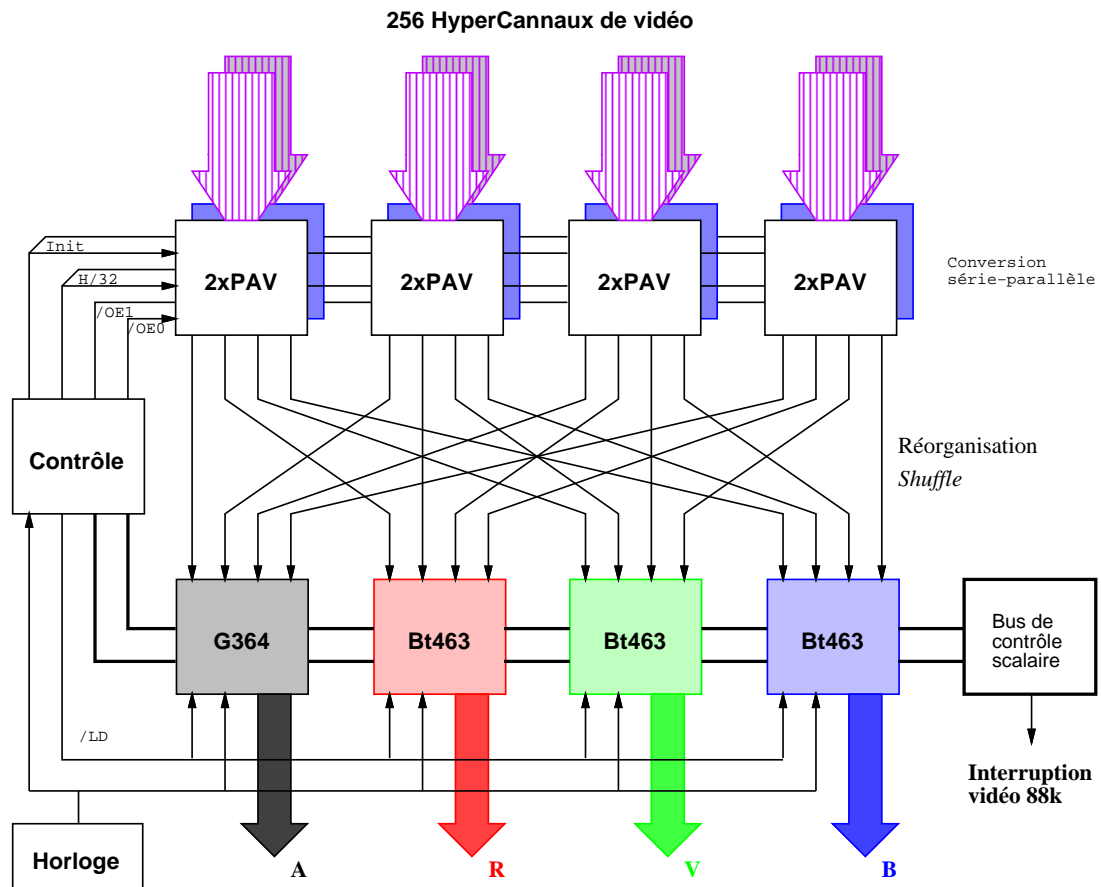 256 HyperCannaux de vidéo
Init
H/32
/OE1
/OE0
2xPAV
2xPAV
2xPAV
2xPAV
Conversion
série-parallèle
Contrôle
Réorganisation
Shuffle
G364
Bt463
Bt463
Bt463
Bus de
contrôle
scalaire
/LD
Interruption
vidéo 88k
Horloge
A
R
V
B